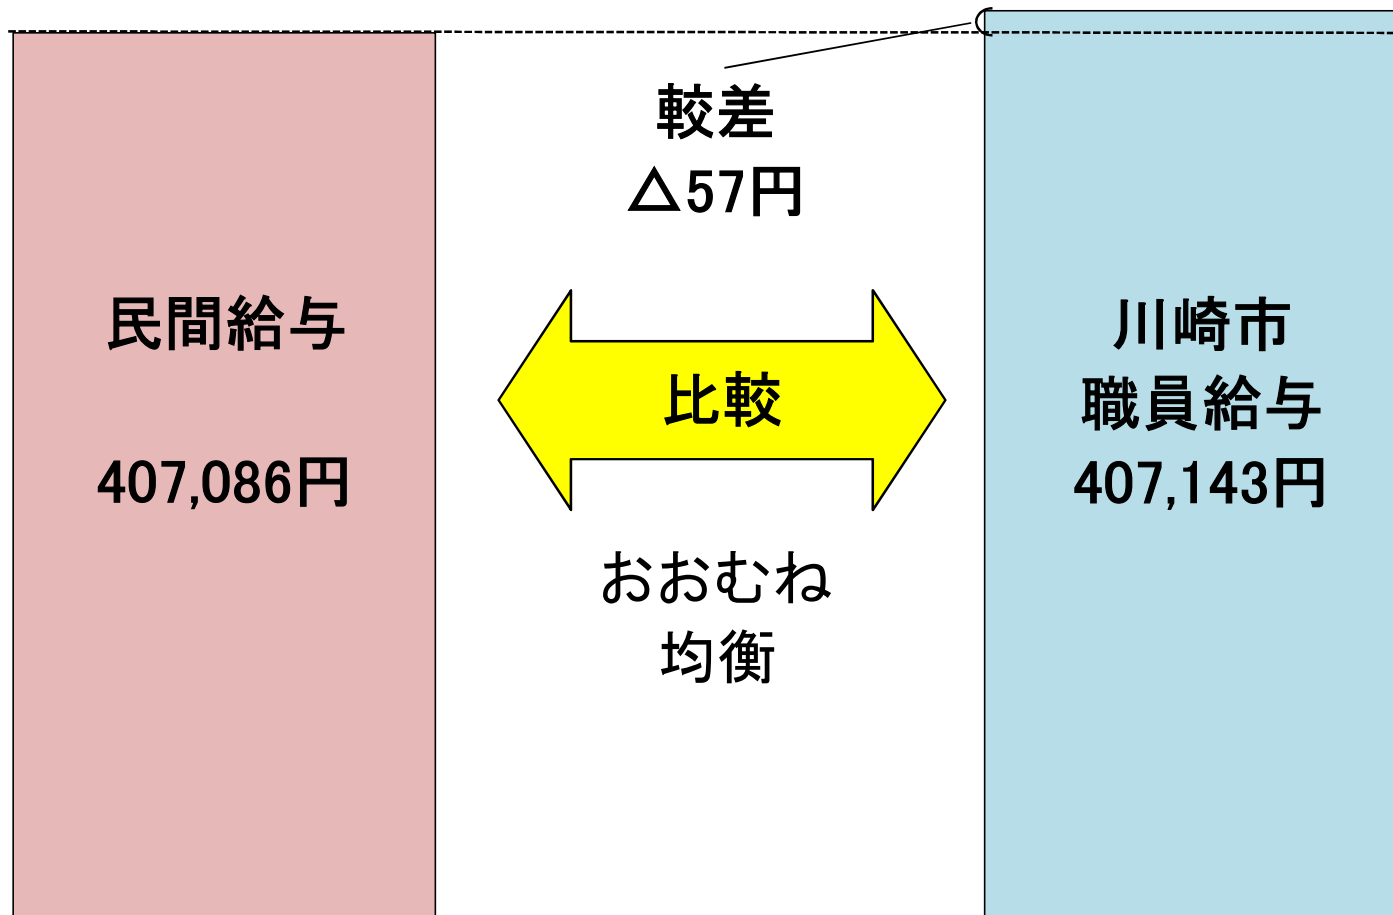 較差
△57円
民間給与
407,086円
比較
おおむね
均衡
川崎市
職員給与
407,143円